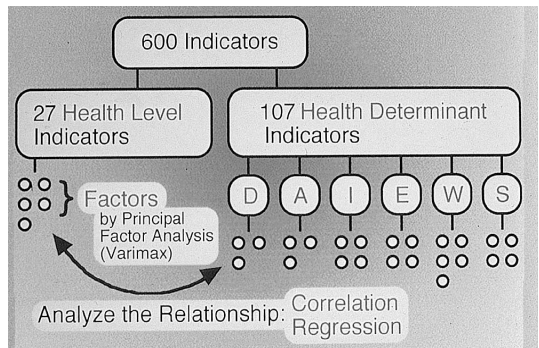 600 Indicators
27 Health Level
Indicators
107 Health Determinant
Indicators
D A I E W S
Factors
by Principal
Factor Analysis
(Varimax)
Analyze the Relationship: Correlation
Regression